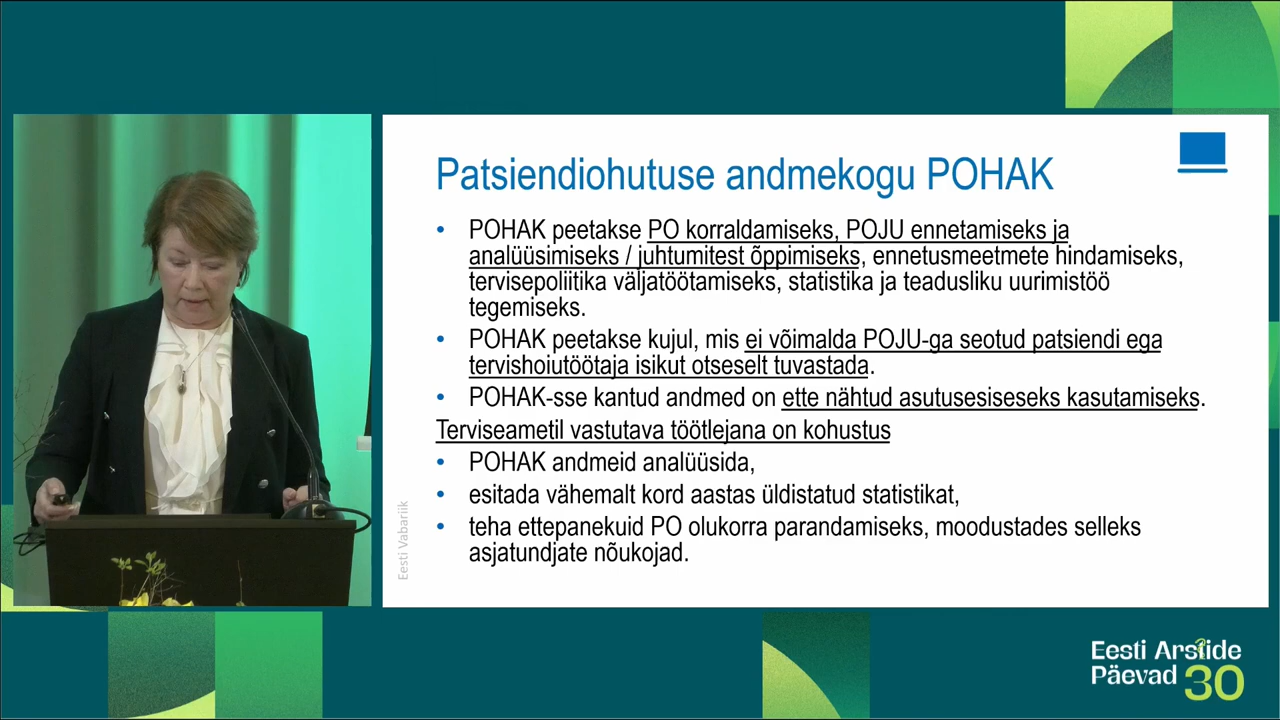 Patsiendiohutuse andmekogu POHAK
• POHAK peetakse PO korraldamiseks, POJU ennetamiseks ja
analüüsimiseks / juhtumitest õppimiseks, ennetusmeetmete hindamiseks,
tervisepoliitika väljatöötamiseks, statistika ja teadusliku uurimistöö
tegemiseks.
• POHAK peetakse kujul, mis ei võimalda POJU-ga seotud patsiendi ega
tervishoiutöötaja isikut otseselt tuvastada.
• POHAK-sse kantud andmed on ette nähtud asutusesiseseks kasutamiseks.
Terviseametil vastutava töötlejana on kohustus
• POHAK andmeid analüüsida,
• esitada vähemalt kord aastas üldistatud statistikat,
• teha ettepanekuid PO olukorra parandamiseks, moodustades selleks
asjatundjate nõukojad.
Eesti Vabariik
Eesti Arstide
Päevad 30